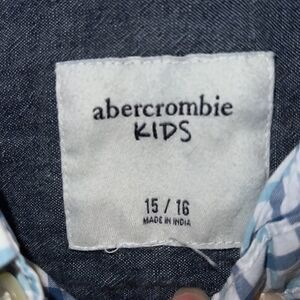 abercrombie
KIDS
15 / 16
MADE IN INDIA